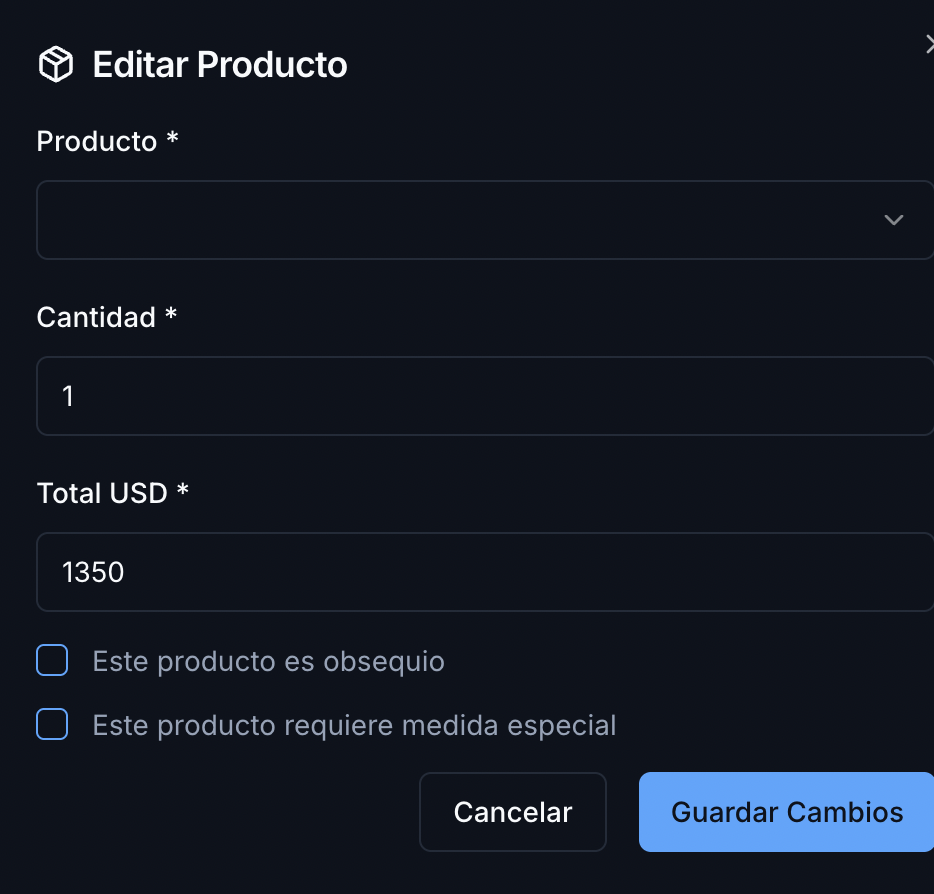 Editar Producto
Producto *
Cantidad *
1
Total USD *
1350
Este producto es obsequio
Este producto requiere medida especial
Cancelar
Guardar Cambios